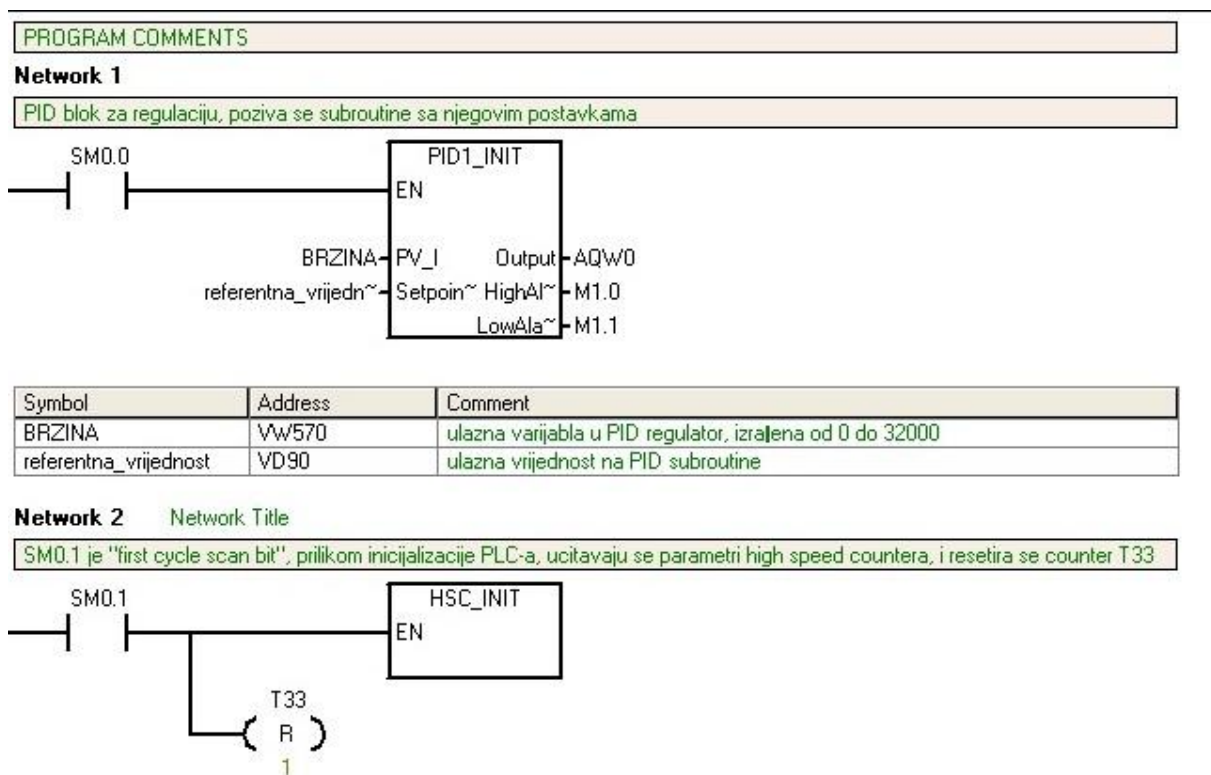 PROGRAM COMMENTS
Network 1
PID blok za regulaciju, poziva se subroutine sa njegovim postavkama
SM0.0
PID1_INIT
EN
BRZINA
PV_I
Output
AQW0
referentna_vrijedn~
Setpoin~
HighAl~
M1.0
LowAla~
M1.1
Symbol Address Comment
BRZINA VW570 ulazna varijabla u PID regulator, izraţena od 0 do 32000
referentna_vrijednost VD90 ulazna vrijednost na PID subroutine
Network 2 Network Title
SM0.1 je "first cycle scan bit", prilikom inicijalizacije PLC-a, ucitavaju se parametri high speed countera, i resetira se counter T33
SM0.1
HSC_INIT
EN
T33
R
1